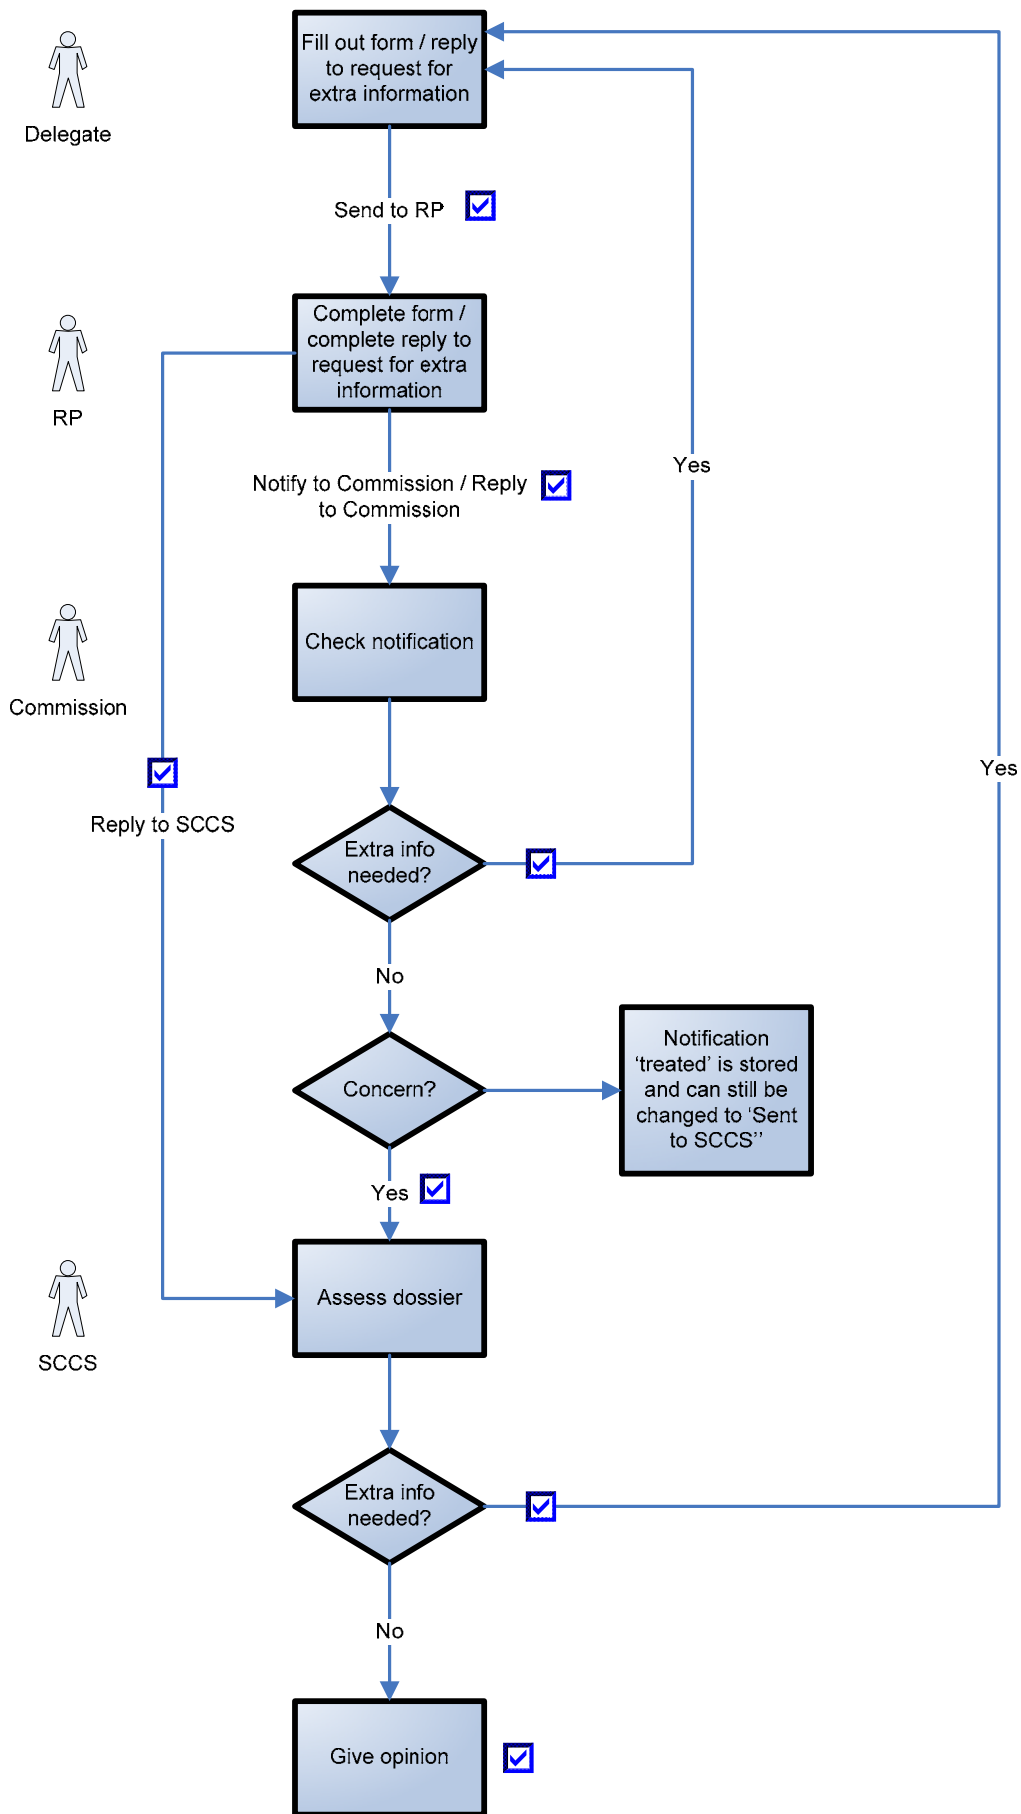 Fill out form / reply
to request for
extra information
Delegate
Send to RP
Complete form /
complete reply to
request for extra
information
RP
Yes
Notify to Commission / Reply
to Commission
Check notification
Commission
Yes
Reply to SCCS
Extra info
needed?
No
Notification
‘treated’ is stored
and can still be
changed to ‘Sent
to SCCS’’
Concern?
Yes
Assess dossier
SCCS
Extra info
needed?
No
Give opinion